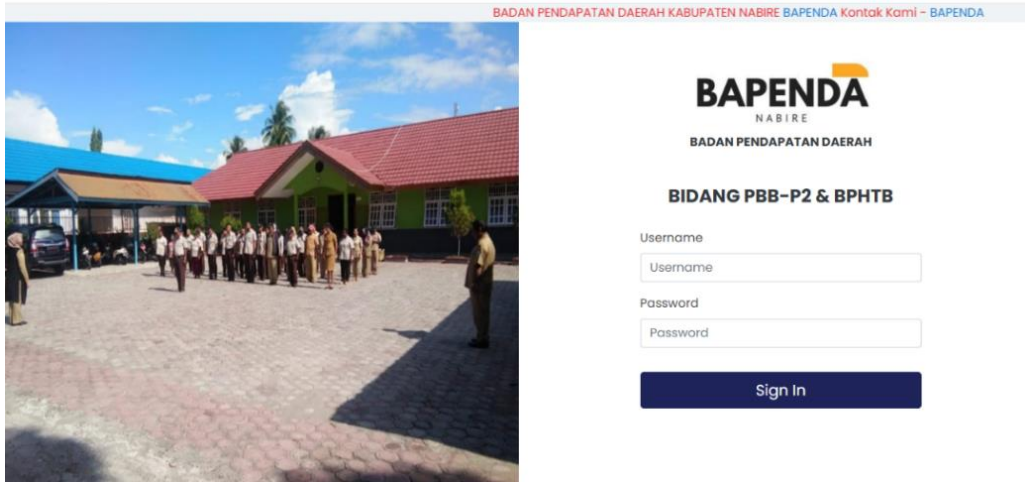 BADAN PENDAPATAN DAERAH KABUPATEN NABIRE BAPENDA Kontak Kami - BAPENDA
BAPENDA
NABIRE
BADAN PENDAPATAN DAERAH
BIDANG PBB-P2 & BPHTB
Username
Username
Password
Password
Sign In